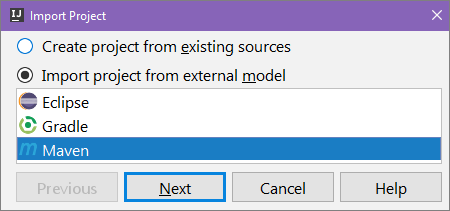 IJ Import Project
Create project from existing sources
Import project from external model
Eclipse
Gradle
m Maven
Previous Next Cancel Help